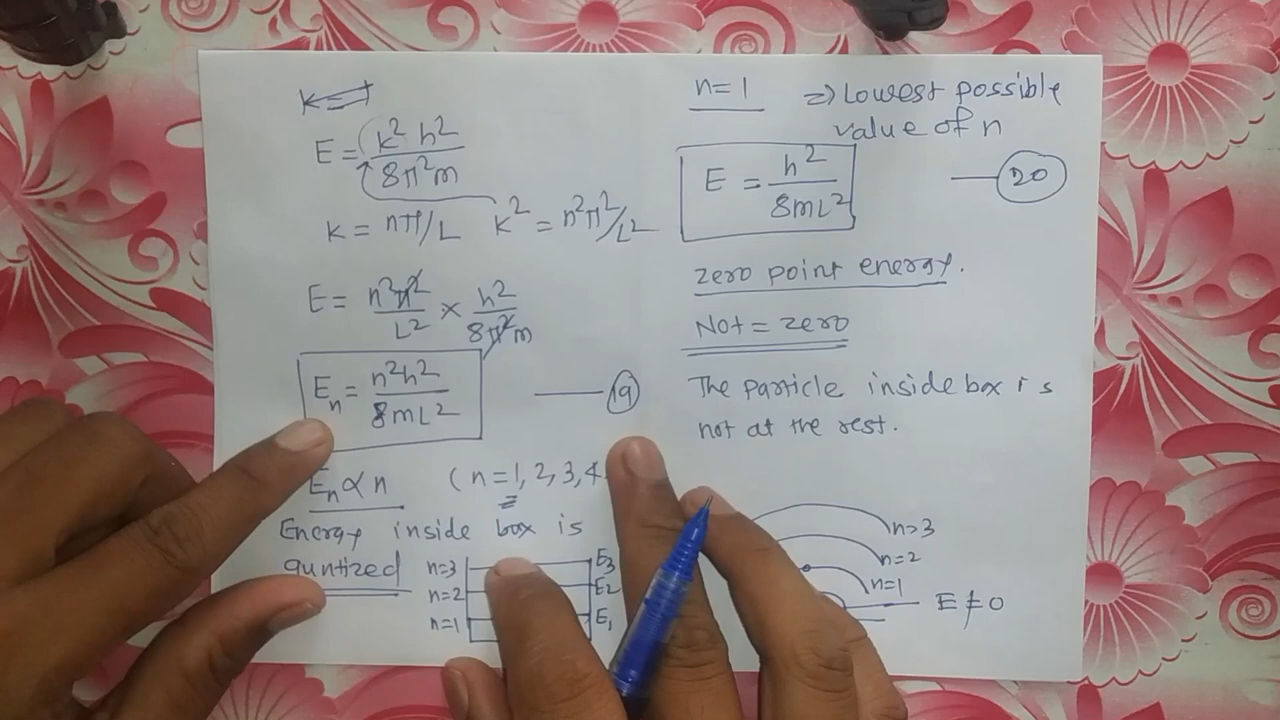 k=1
E = k² h² / 8π²m
k = nπ/L k² = n²π²/L²
E = n²π²/L² × h²/8π²m
Eₙ = n²h²/8mL² — 19
Eₙ ∝ n (n=1,2,3,4
Energy inside box is
quntized
n=3 E3
n=2 E2
n=1 E1
n=1 ⇒ Lowest possible
value of n
E = h²/8mL² — 20
zero point energy.
Not = zero
The particle inside box is
not at the rest.
n=3
n=2
n=1
E ≠ 0